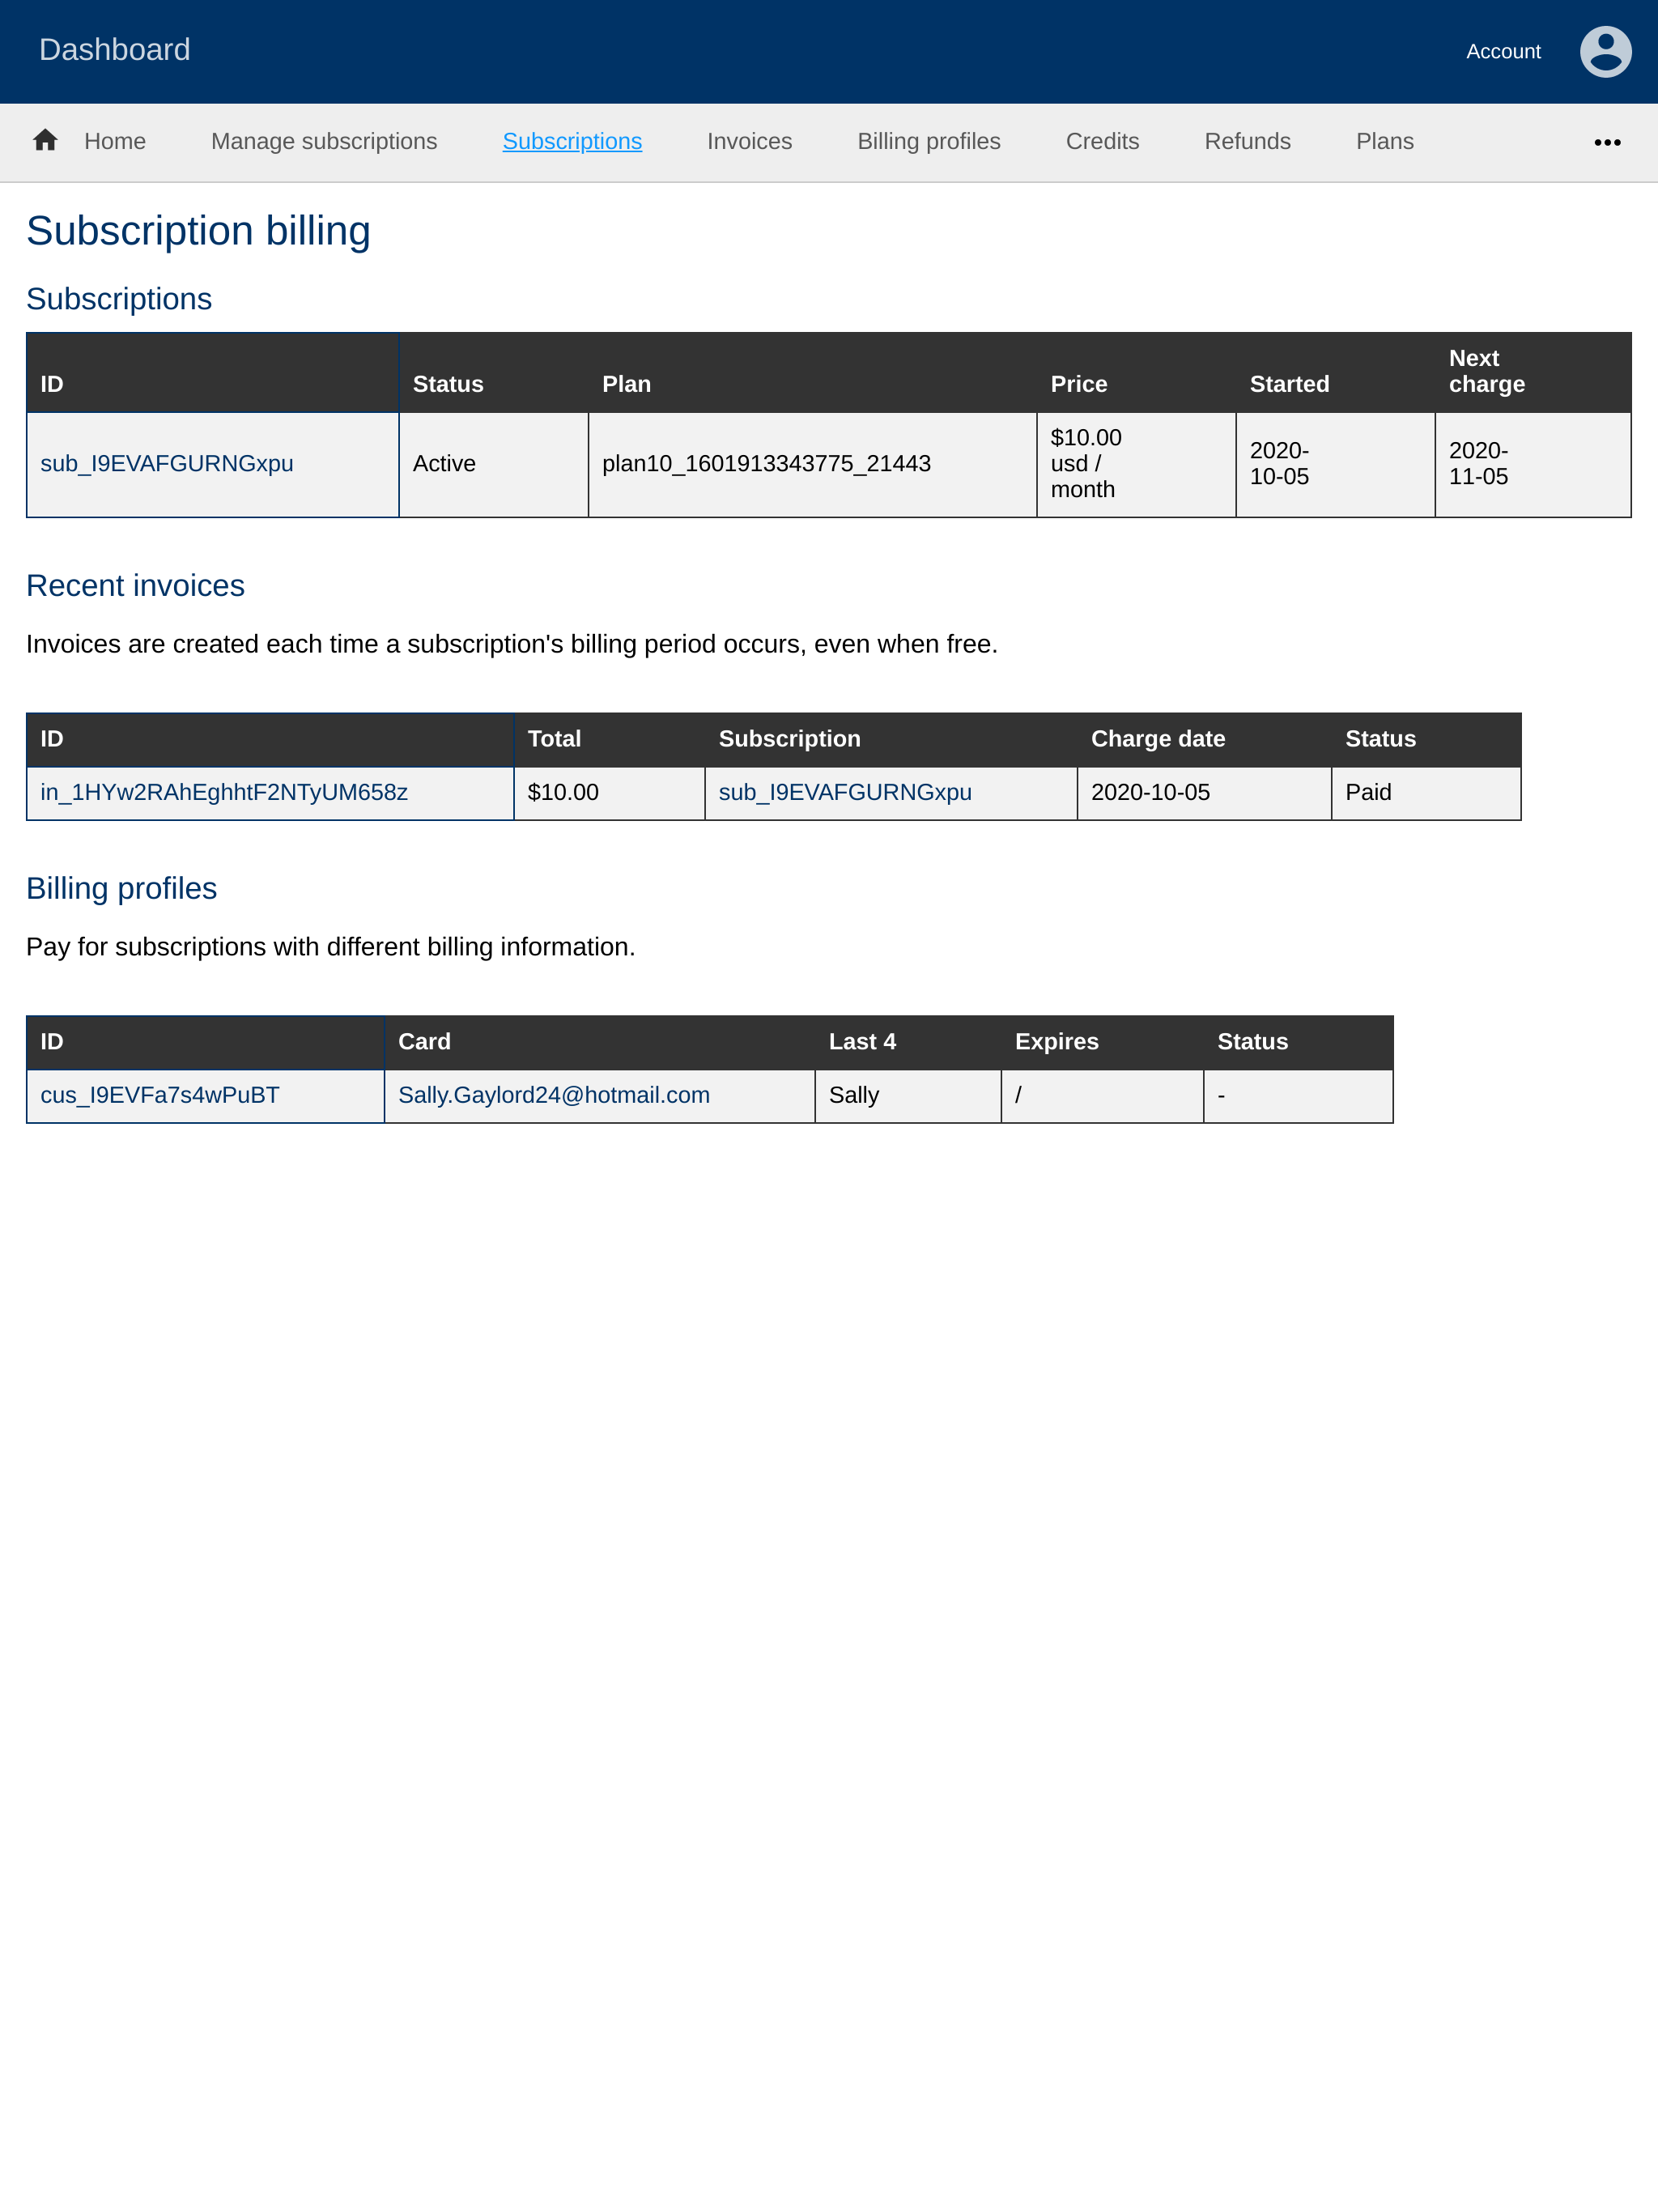 Dashboard
Account
Home Manage subscriptions Subscriptions Invoices Billing profiles Credits Refunds Plans
Subscription billing
Subscriptions
ID Status Plan Price Started Next charge
sub_I9EVAFGURNGxpu Active plan10_1601913343775_21443 $10.00 usd / month 2020-10-05 2020-11-05
Recent invoices
Invoices are created each time a subscription's billing period occurs, even when free.
ID Total Subscription Charge date Status
in_1HYw2RAhEghhtF2NTyUM658z $10.00 sub_I9EVAFGURNGxpu 2020-10-05 Paid
Billing profiles
Pay for subscriptions with different billing information.
ID Card Last 4 Expires Status
cus_I9EVFa7s4wPuBT Sally.Gaylord24@hotmail.com Sally / -